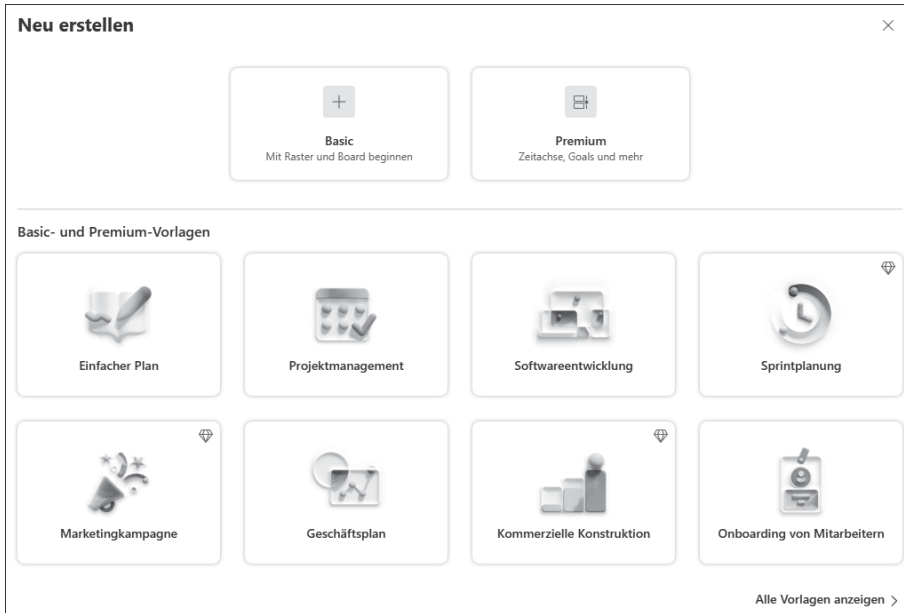 Neu erstellen
Basic
Mit Raster und Board beginnen
Premium
Zeitachse, Goals und mehr
Basic- und Premium-Vorlagen
Einfacher Plan
Projektmanagement
Softwareentwicklung
Sprintplanung
Marketingkampagne
Geschäftsplan
Kommerzielle Konstruktion
Onboarding von Mitarbeitern
Alle Vorlagen anzeigen